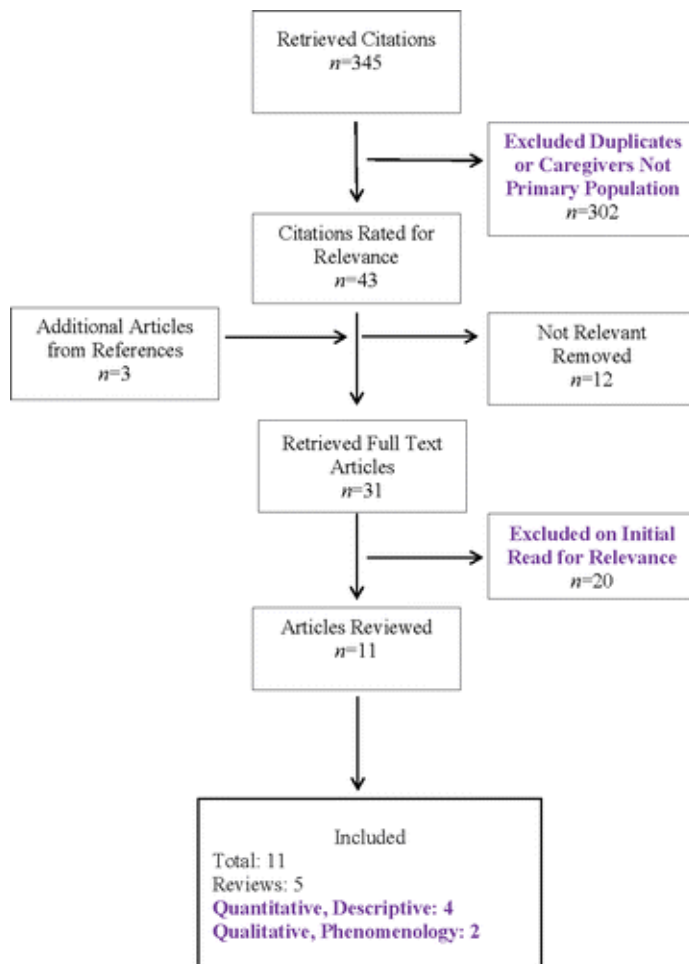 Retrieved Citations
n=345
Excluded Duplicates
or Caregivers Not
Primary Population
n=302
Citations Rated for
Relevance
n=43
Additional Articles
from References
n=3
Not Relevant
Removed
n=12
Retrieved Full Text
Articles
n=31
Excluded on Initial
Read for Relevance
n=20
Articles Reviewed
n=11
Included
Total: 11
Reviews: 5
Quantitative, Descriptive: 4
Qualitative, Phenomenology: 2